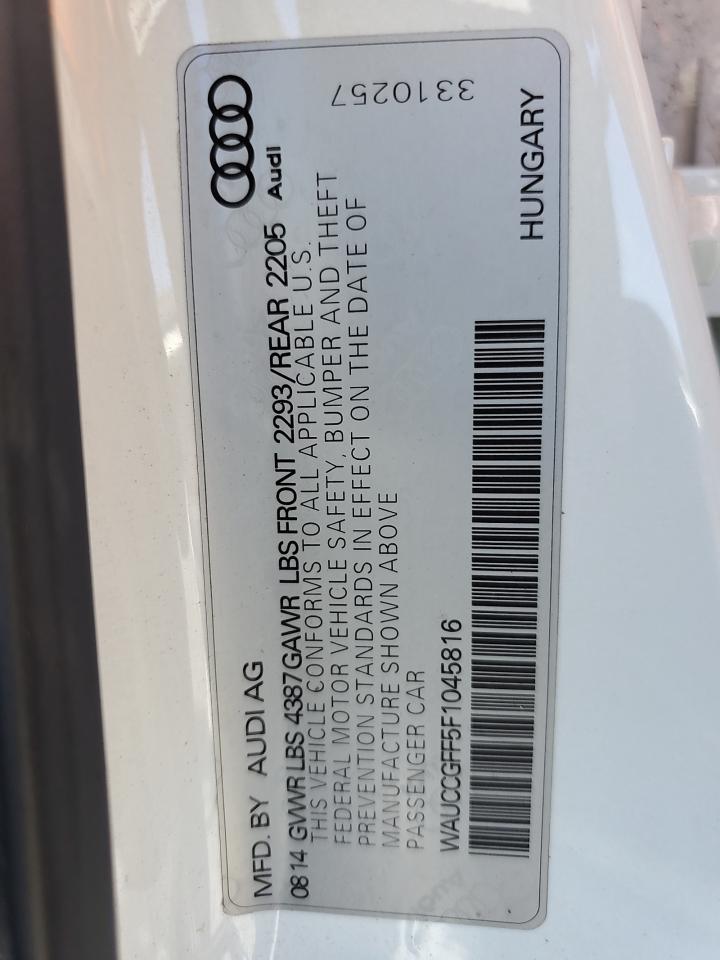 MFD. BY AUDI AG
Audi
0814 GVWR LBS 4387 GAWR LBS FRONT 2293/REAR 2205
THIS VEHICLE CONFORMS TO ALL APPLICABLE U.S.
FEDERAL MOTOR VEHICLE SAFETY, BUMPER AND THEFT
PREVENTION STANDARDS IN EFFECT ON THE DATE OF
MANUFACTURE SHOWN ABOVE
PASSENGER CAR
3310257
WAUCCGFF5F1045816
HUNGARY